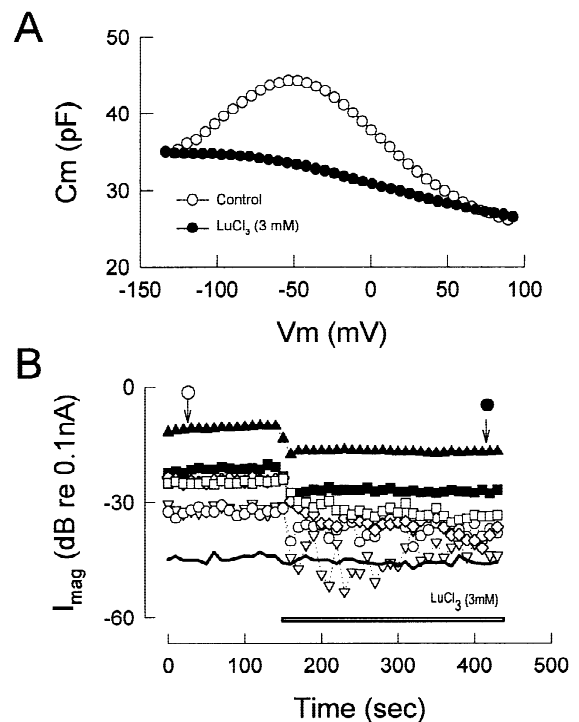 A
50
40
30
20
Cm (pF)
Control
LuCl3 (3 mM)
-150 -100 -50 0 50 100
Vm (mV)
B
0
-30
-60
Imag (dB re 0.1nA)
LuCl3 (3mM)
0 100 200 300 400 500
Time (sec)